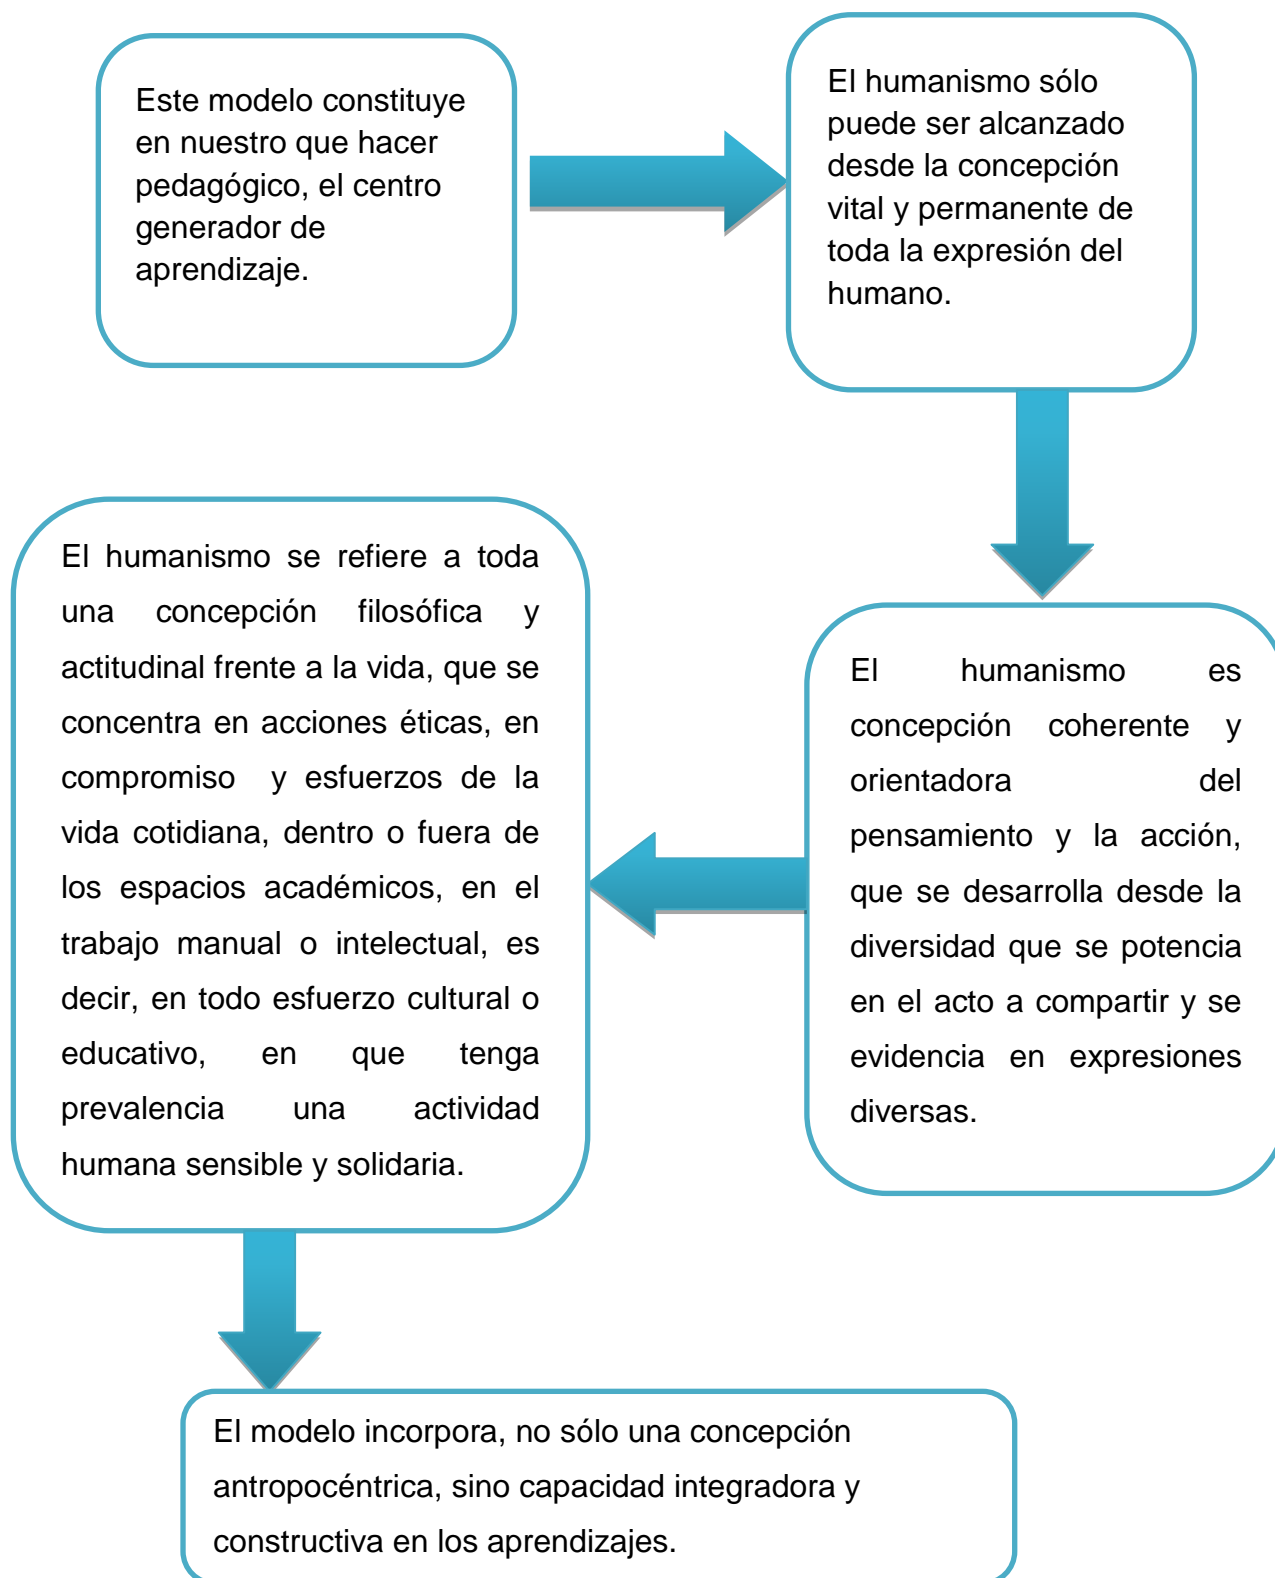 Este modelo constituye
en nuestro que hacer
pedagógico, el centro
generador de
aprendizaje.
El humanismo sólo
puede ser alcanzado
desde la concepción
vital y permanente de
toda la expresión del
humano.
El humanismo es
concepción coherente y
orientadora del
pensamiento y la acción,
que se desarrolla desde la
diversidad que se potencia
en el acto a compartir y se
evidencia en expresiones
diversas.
El humanismo se refiere a toda
una concepción filosófica y
actitudinal frente a la vida, que se
concentra en acciones éticas, en
compromiso y esfuerzos de la
vida cotidiana, dentro o fuera de
los espacios académicos, en el
trabajo manual o intelectual, es
decir, en todo esfuerzo cultural o
educativo, en que tenga
prevalencia una actividad
humana sensible y solidaria.
El modelo incorpora, no sólo una concepción
antropocéntrica, sino capacidad integradora y
constructiva en los aprendizajes.